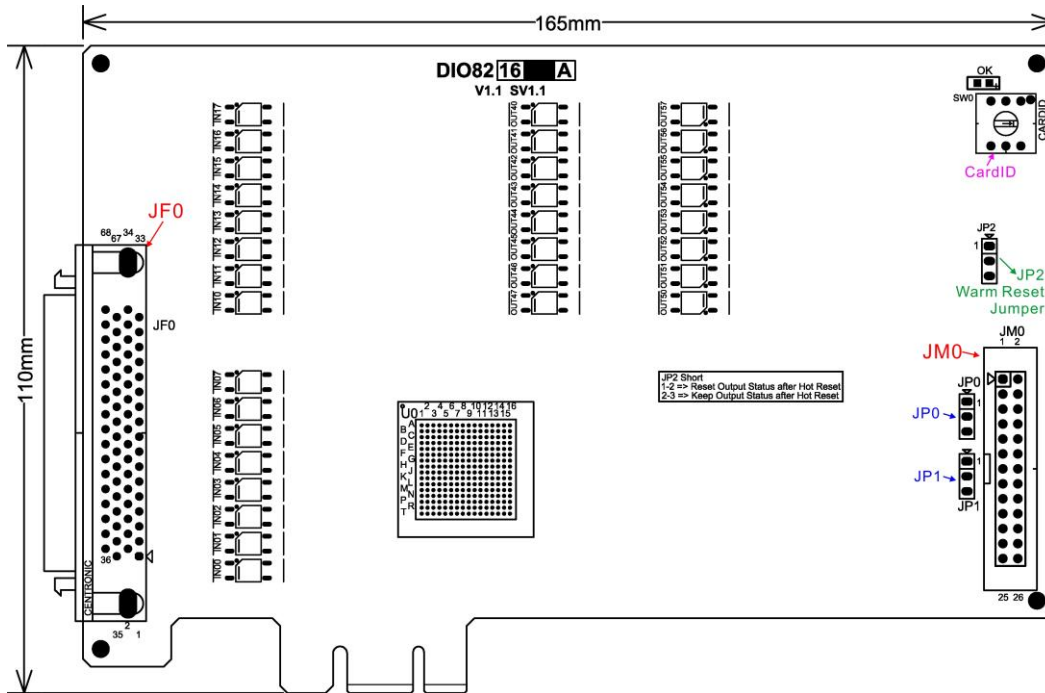 165mm
110mm
DIO82 16 A
V1.1 SV1.1
OK
SW0
CARDID
CardID
IN17
IN16
IN15
IN14
IN13
IN12
IN11
IN10
OUT40
OUT41
OUT42
OUT43
OUT44
OUT45
OUT46
OUT47
OUT57
OUT56
OUT55
OUT54
OUT53
OUT52
OUT51
OUT50
JF0
68 34
67 33
JF0
36
CENTRONIC
2
35 1
JP2
1
JP2
Warm Reset
Jumper
IN07
IN06
IN05
IN04
IN03
IN02
IN01
IN00
U0
2 4 6 8 10 12 14 16
1 3 5 7 9 11 13 15
A
B
C
D
E
F
G
H
J
K
L
M
N
P
R
T
JP2 Short
1-2 => Reset Output Status after Hot Reset
2-3 => Keep Output Status after Hot Reset
JM0
JM0
1 2
JP0
1
JP0
1
JP1
JP1
25 26